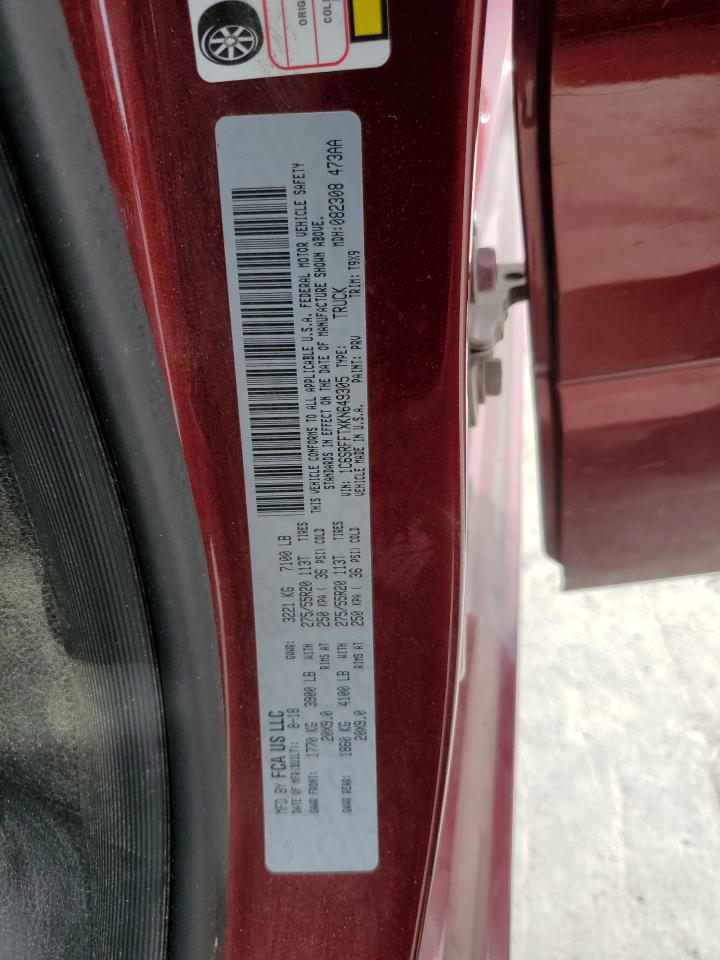 ORIG
COLD
MFD BY FCA US LLC
DATE OF MFR(BUILT): 8-18 GVWR: 3221 KG 7100 LB
GAWR FRONT: 1770 KG 3900 LB WITH 275/55R20 113T TIRES
20X9.0 RIMS AT 250 KPA ( 36 PSI) COLD
GAWR REAR: 1860 KG 4100 LB WITH 275/55R20 113T TIRES
20X9.0 RIMS AT 250 KPA ( 36 PSI) COLD
THIS VEHICLE CONFORMS TO ALL APPLICABLE U.S.A. FEDERAL MOTOR VEHICLE SAFETY
STANDARDS IN EFFECT ON THE DATE OF MANUFACTURE SHOWN ABOVE.
VIN: 1C6SRFFTXKN649305 TYPE: TRUCK MDH:082308 473AA
VEHICLE MADE IN U.S.A. PAINT: PRV TRIM: T9X9